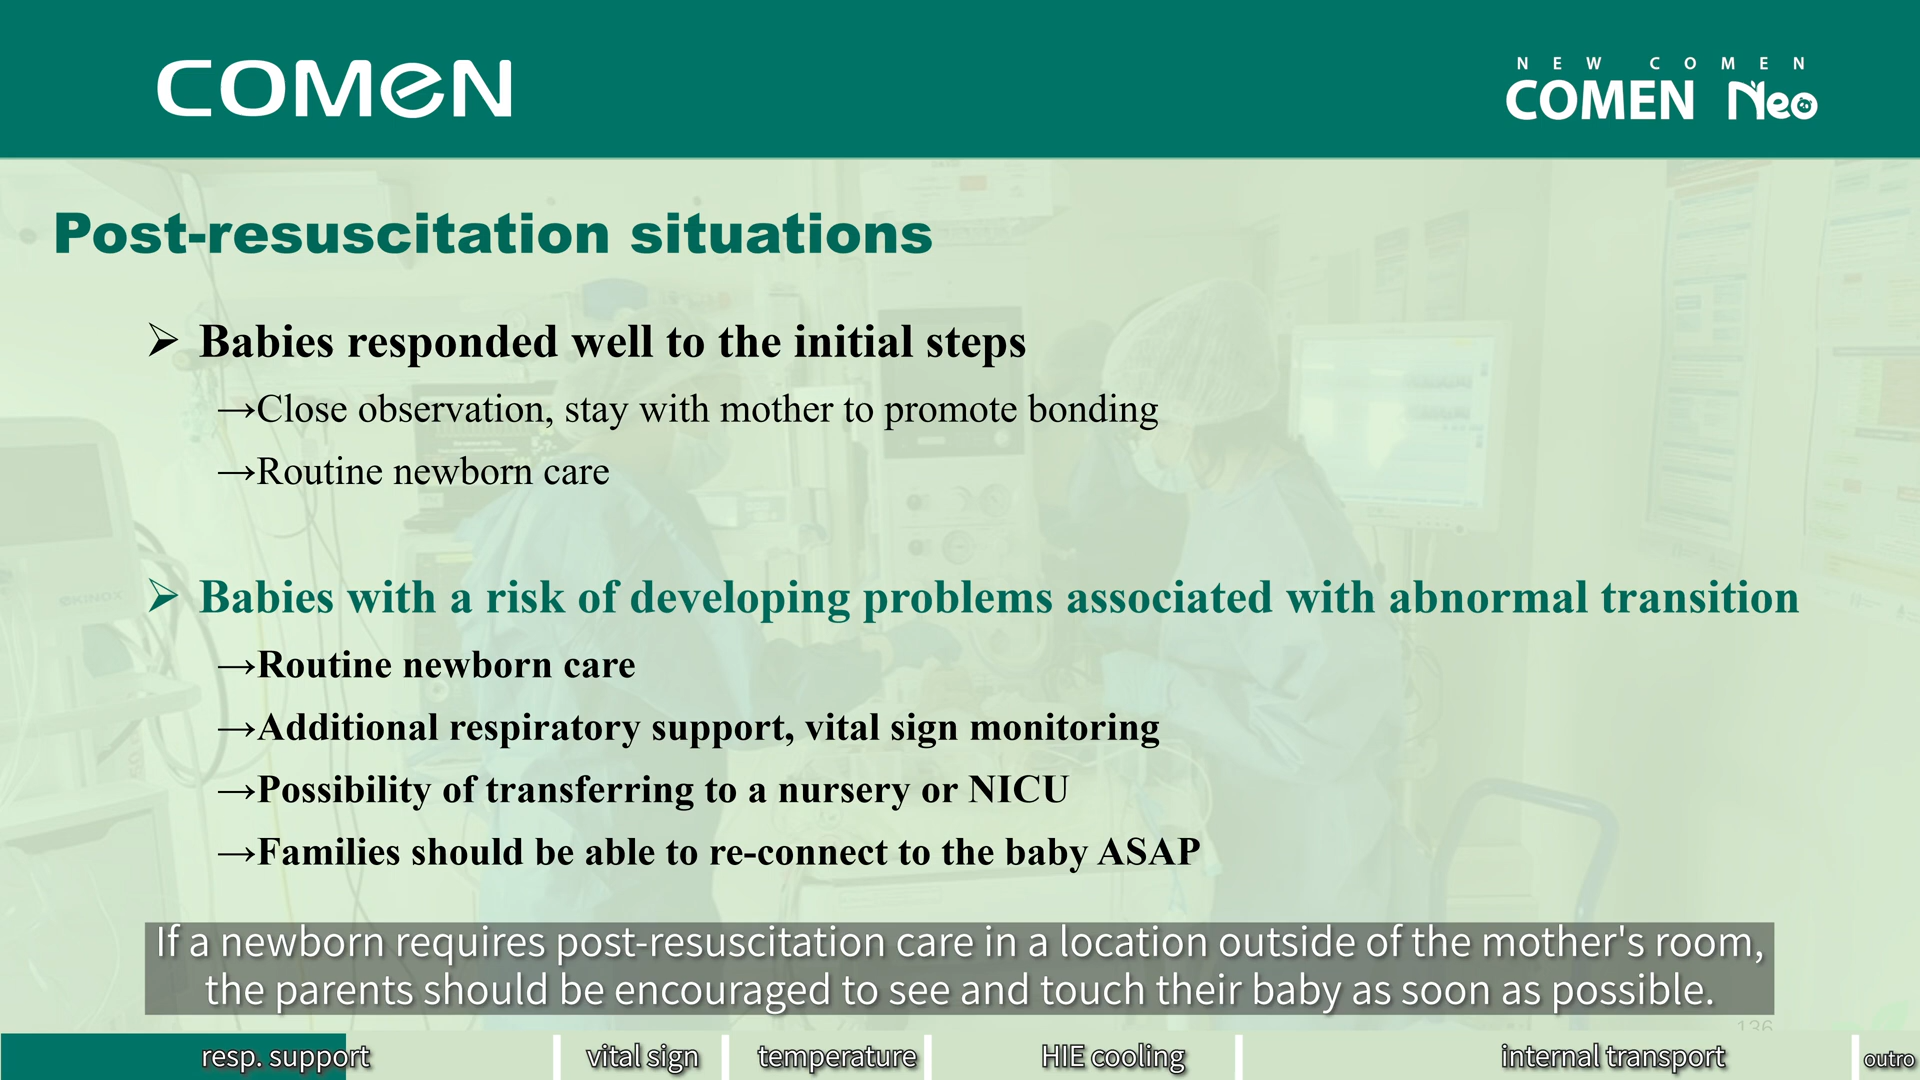 COMEN
NEW COMEN
COMEN Neo
Post-resuscitation situations
➢ Babies responded well to the initial steps
→Close observation, stay with mother to promote bonding
→Routine newborn care
➢ Babies with a risk of developing problems associated with abnormal transition
→Routine newborn care
→Additional respiratory support, vital sign monitoring
→Possibility of transferring to a nursery or NICU
→Families should be able to re-connect to the baby ASAP
If a newborn requires post-resuscitation care in a location outside of the mother's room,
the parents should be encouraged to see and touch their baby as soon as possible.
136
resp. support vital sign temperature HIE cooling internal transport outro